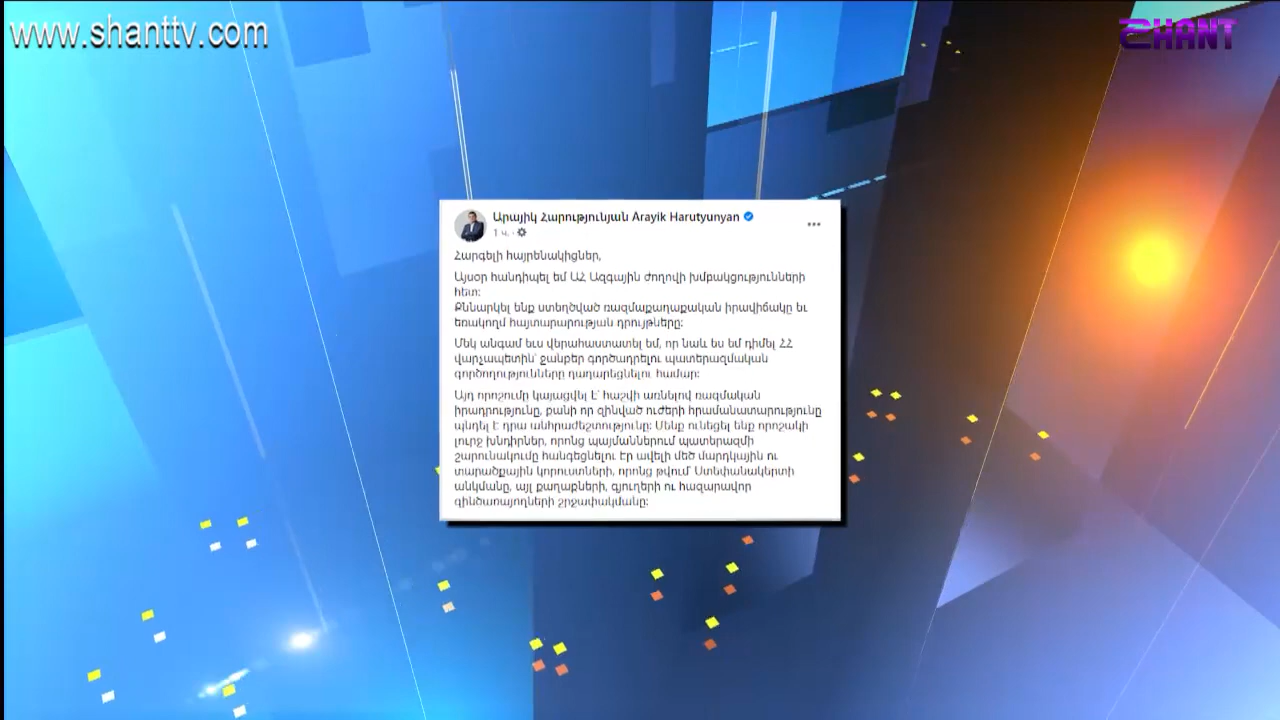 www.shanttv.com
SHANT
Արայիկ Հարությունյան Arayik Harutyunyan
1 ч. ·
Հարգելի հայրենակիցներ,
Այսօր հանդիպել եմ ԱՀ Ազգային ժողովի խմբակցությունների
հետ:
Քննարկել ենք ստեղծված ռազմաքաղաքական իրավիճակը եւ
եռակողմ հայտարարության դրույթները:
Մեկ անգամ եւս վերահաստատել եմ, որ նաև ես եմ դիմել ՀՀ
վարչապետին՝ ջանքեր գործադրելու պատերազմական
գործողությունները դադարեցնելու համար:
Այդ որոշումը կայացվել է՝ հաշվի առնելով ռազմական
իրադրությունը, քանի որ զինված ուժերի հրամանատարությունը
պնդել է դրա անհրաժեշտությունը: Մենք ունեցել ենք որոշակի
լուրջ խնդիրներ, որոնց պայմաններում պատերազմի
շարունակումը հանգեցնելու էր ավելի մեծ մարդկային ու
տարածքային կորուստների, որոնց թվում՝ Ստեփանակերտի
անկմանը, այլ քաղաքների, գյուղերի ու հազարավոր
զինծառայողների շրջափակմանը: